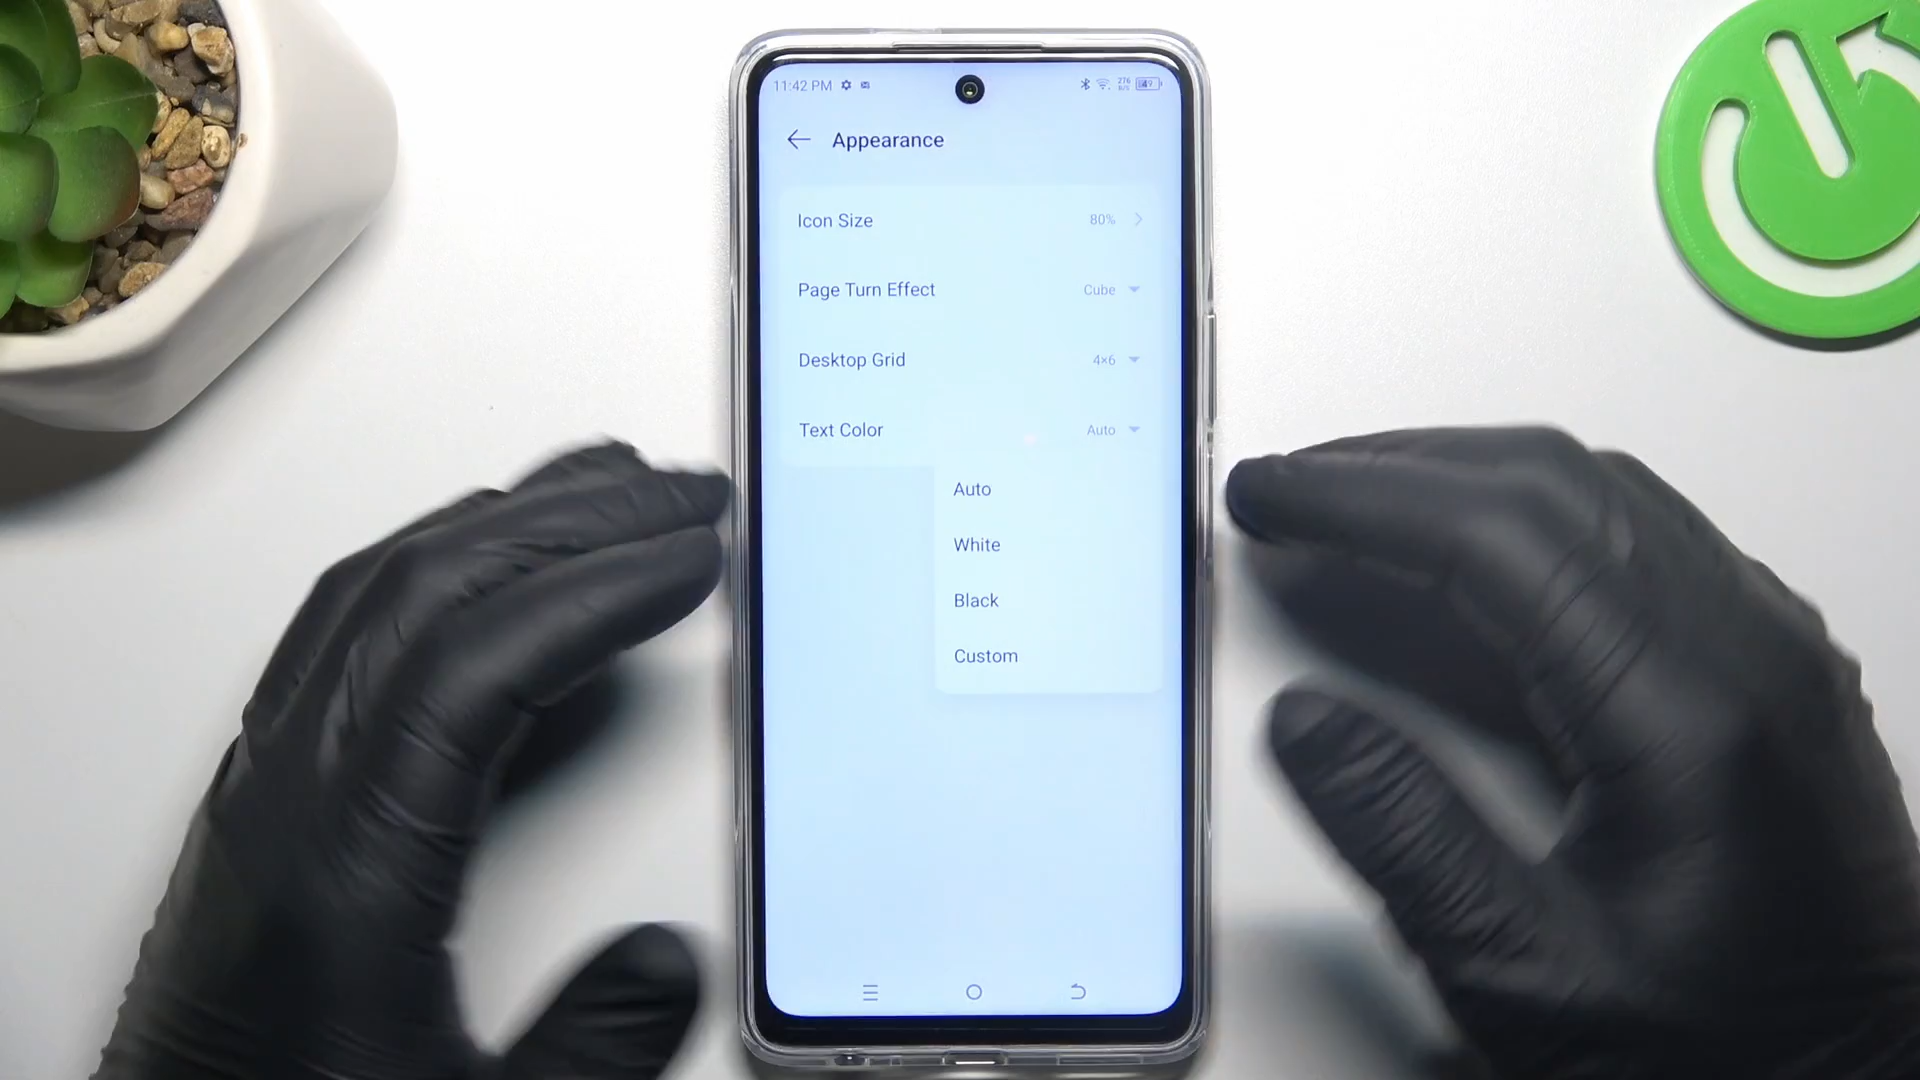 11:42 PM
Appearance
Icon Size 80%
Page Turn Effect Cube
Desktop Grid 4×6
Text Color Auto
Auto
White
Black
Custom